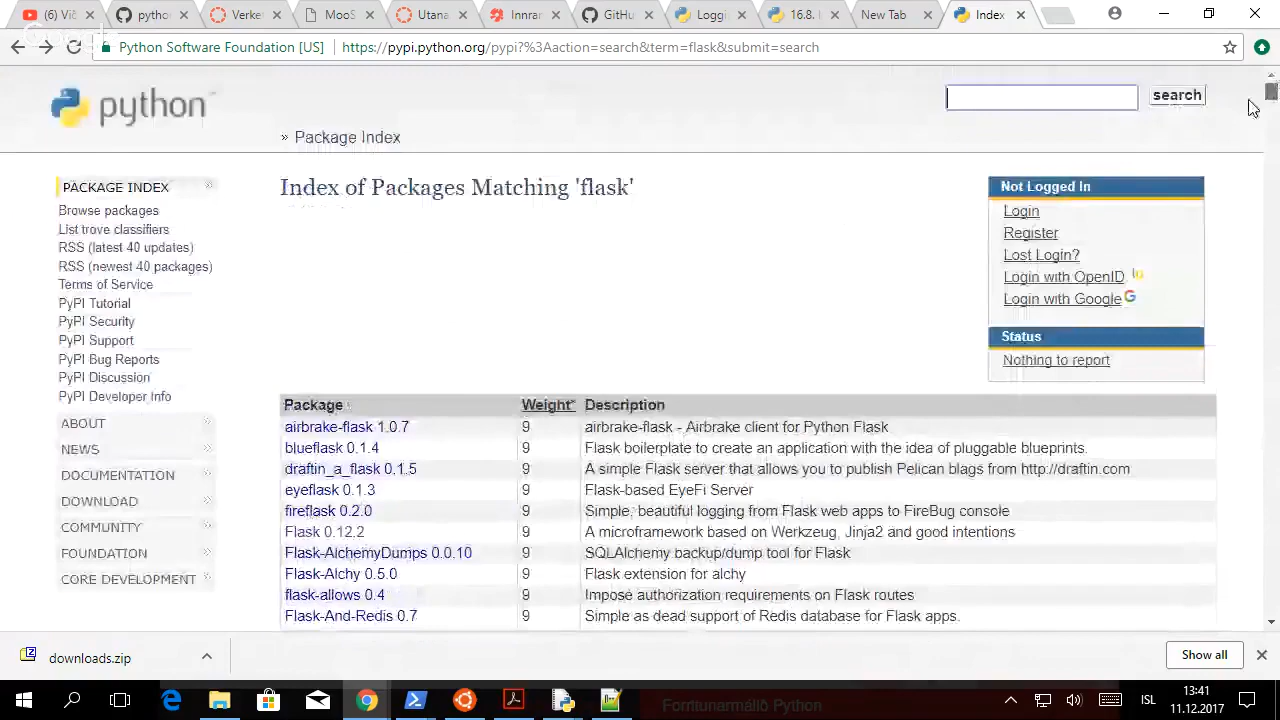 (6) Vic
python
Verke
MooS
Utana
Innran
GitHu
Loggi
16.8. l
New Tab
Index
Python Software Foundation [US]
https://pypi.python.org/pypi?%3Aaction=search&term=flask&submit=search
python
search
» Package Index
PACKAGE INDEX
Browse packages
List trove classifiers
RSS (latest 40 updates)
RSS (newest 40 packages)
Terms of Service
PyPI Tutorial
PyPI Security
PyPI Support
PyPI Bug Reports
PyPI Discussion
PyPI Developer Info
ABOUT
NEWS
DOCUMENTATION
DOWNLOAD
COMMUNITY
FOUNDATION
CORE DEVELOPMENT
Index of Packages Matching 'flask'
Not Logged In
Login
Register
Lost Login?
Login with OpenID
Login with Google
Status
Nothing to report
Package Weight* Description
airbrake-flask 1.0.7 9 airbrake-flask - Airbrake client for Python Flask
blueflask 0.1.4 9 Flask boilerplate to create an application with the idea of pluggable blueprints.
draftin_a_flask 0.1.5 9 A simple Flask server that allows you to publish Pelican blags from http://draftin.com
eyeflask 0.1.3 9 Flask-based EyeFi Server
fireflask 0.2.0 9 Simple, beautiful logging from Flask web apps to FireBug console
Flask 0.12.2 9 A microframework based on Werkzeug, Jinja2 and good intentions
Flask-AlchemyDumps 0.0.10 9 SQLAlchemy backup/dump tool for Flask
Flask-Alchy 0.5.0 9 Flask extension for alchy
flask-allows 0.4 9 Impose authorization requirements on Flask routes
Flask-And-Redis 0.7 9 Simple as dead support of Redis database for Flask apps.
downloads.zip
Show all
Forritunarmálið Python
ISL
13:41
11.12.2017